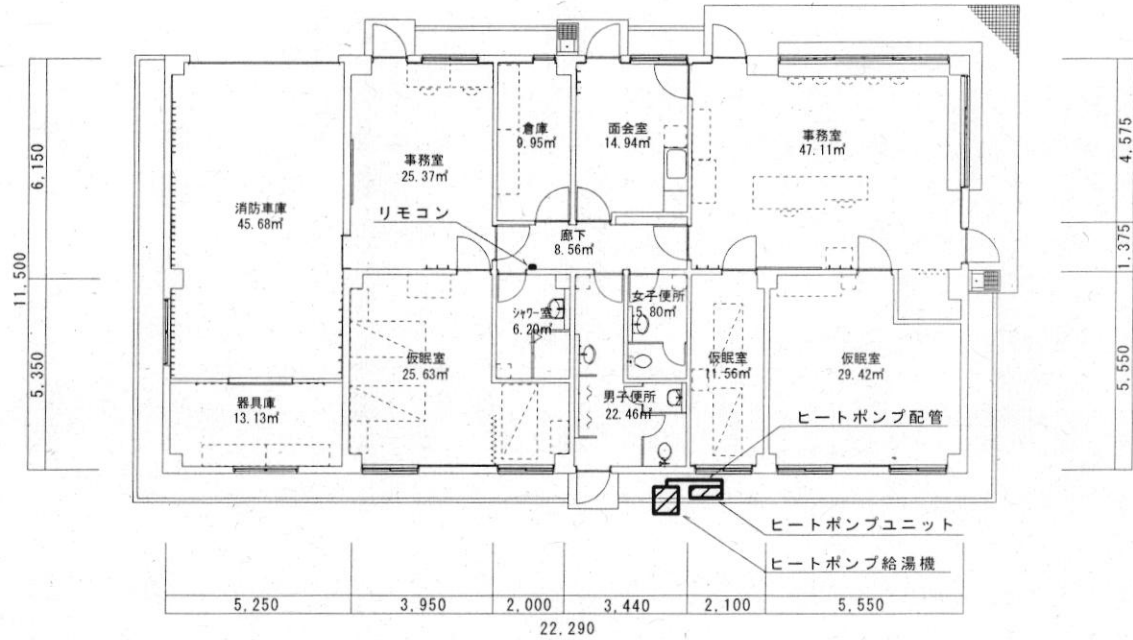 倉庫
9.95㎡
面会室
14.94㎡
事務室
47.11㎡
事務室
25.37㎡
消防車庫
45.68㎡
リモコン
廊下
8.56㎡
女子便所
5.80㎡
シャワー室
6.20㎡
仮眠室
25.63㎡
仮眠室
11.56㎡
仮眠室
29.42㎡
器具庫
13.13㎡
男子便所
22.46㎡
ヒートポンプ配管
ヒートポンプユニット
ヒートポンプ給湯機
6,150
11,500
5,350
4,575
1,375
5,550
5,250
3,950
2,000
3,440
2,100
5,550
22.290